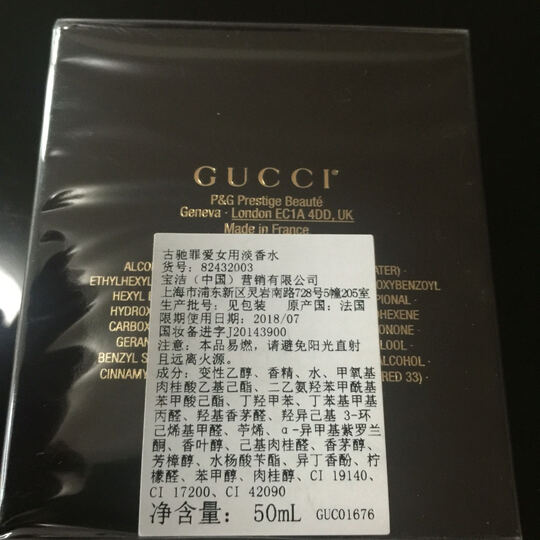 GUCCI
P&G Prestige Beauté
Geneva · London EC1A 4DD, UK
Made in France
古驰罪爱女用淡香水
货号：82432003
宝洁（中国）营销有限公司
上海市浦东新区灵岩南路728号5幢205室
生产批号：见包装 原产国：法国
限期使用日期：2018/07
国妆备进字J20143900
注意：本品易燃，请避免阳光直射
且远离火源。
成分：变性乙醇、香精、水、甲氧基
肉桂酸乙基己酯、二乙氨羟苯甲酰基
苯甲酸己酯、丁羟甲苯、丁苯基甲基
丙醛、羟基香茅醛、羟异己基 3-环
己烯基甲醛、苧烯、α-异甲基紫罗兰
酮、香叶醇、己基肉桂醛、香茅醇、
芳樟醇、水杨酸苄酯、异丁香酚、柠
檬醛、苯甲醇、肉桂醇、CI 19140、
CI 17200、CI 42090
净含量： 50mL GUC01676